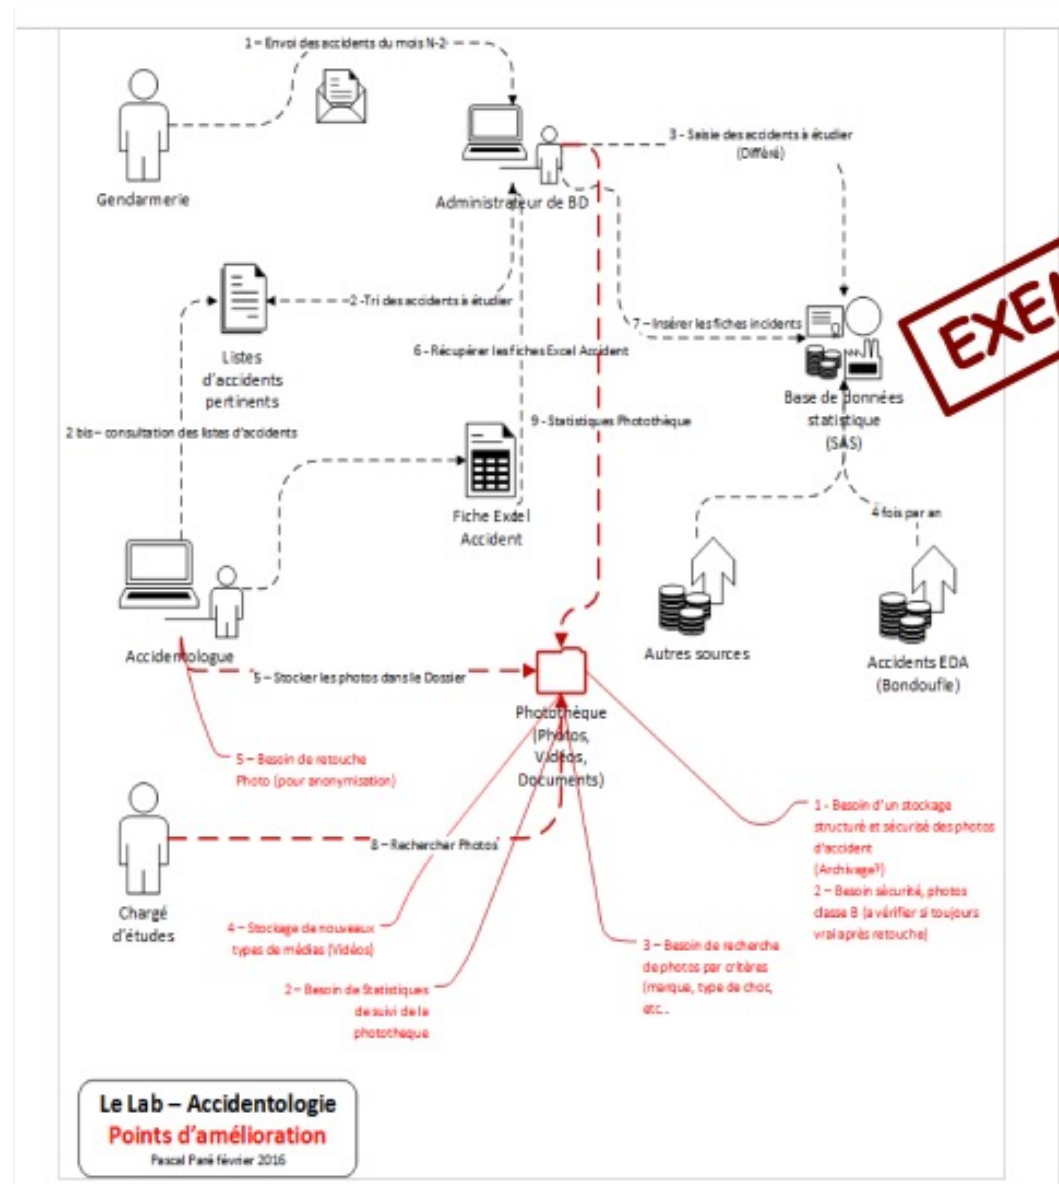 1 – Envoi des accidents du mois N-2
Gendarmerie
Administrateur de BD
3 - Saisie des accidents à étudier
(Différé)
2 -Tri des accidents à étudier
Listes
d'accidents
pertinents
7 – Insérer les fiches incidents
6 - Récupérer les fiches Excel Accident
Base de données
statistique
(SAS)
2 bis – consultation des listes d'accidents
9 - Statistiques Photothèque
Fiche Excel
Accident
4 fois par an
Accidentologue
Autres sources
Accidents EDA
(Bondoufle)
5 – Stocker les photos dans le Dossier
Photothèque
(Photos,
Vidéos,
Documents)
5 – Besoin de retouche
Photo (pour anonymisation)
8 – Rechercher Photos
Chargé
d'études
1 - Besoin d'un stockage
structuré et sécurisé des photos
d'accident
(Archivage?)
2 – Besoin sécurité, photos
classe B (a vérifier si toujours
vrai après retouche)
4 – Stockage de nouveaux
types de médias (Vidéos)
3 – Besoin de recherche
de photos par critères
(marque, type de choc,
etc...
2 – Besoin de Statistiques
de suivi de la
photothèque
EXE
Le Lab – Accidentologie
Points d'amélioration
Pascal Paré février 2016